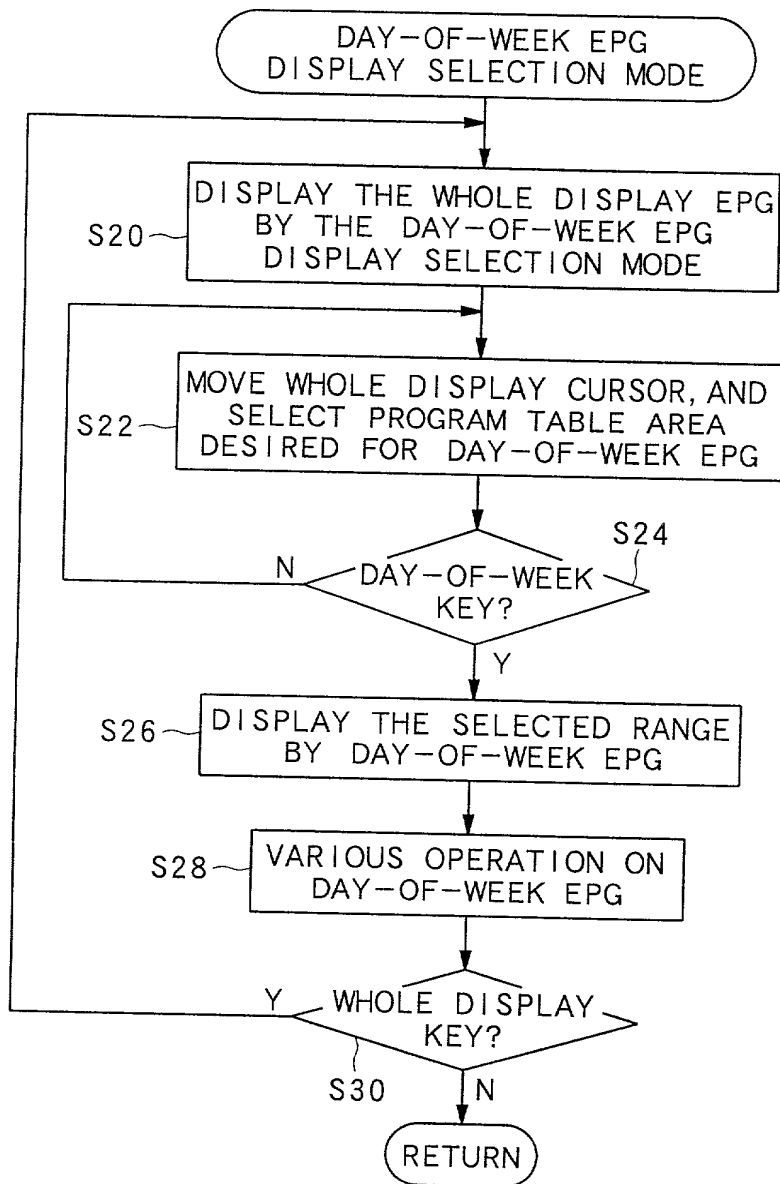 DAY-OF-WEEK EPG
DISPLAY SELECTION MODE
DISPLAY THE WHOLE DISPLAY EPG
BY THE DAY-OF-WEEK EPG
DISPLAY SELECTION MODE
S20
MOVE WHOLE DISPLAY CURSOR, AND
SELECT PROGRAM TABLE AREA
DESIRED FOR DAY-OF-WEEK EPG
S22
S24
N
DAY-OF-WEEK
KEY?
Y
S26
DISPLAY THE SELECTED RANGE
BY DAY-OF-WEEK EPG
S28
VARIOUS OPERATION ON
DAY-OF-WEEK EPG
Y
WHOLE DISPLAY
KEY?
S30
N
RETURN